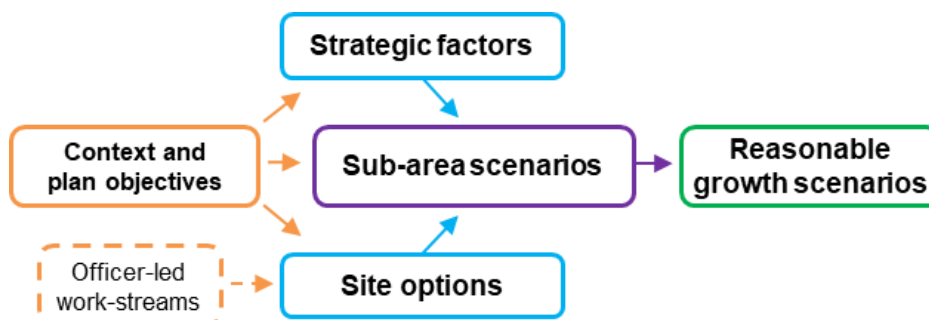 Strategic factors
Context and
plan objectives
Sub-area scenarios
Reasonable
growth scenarios
Officer-led
work-streams
Site options